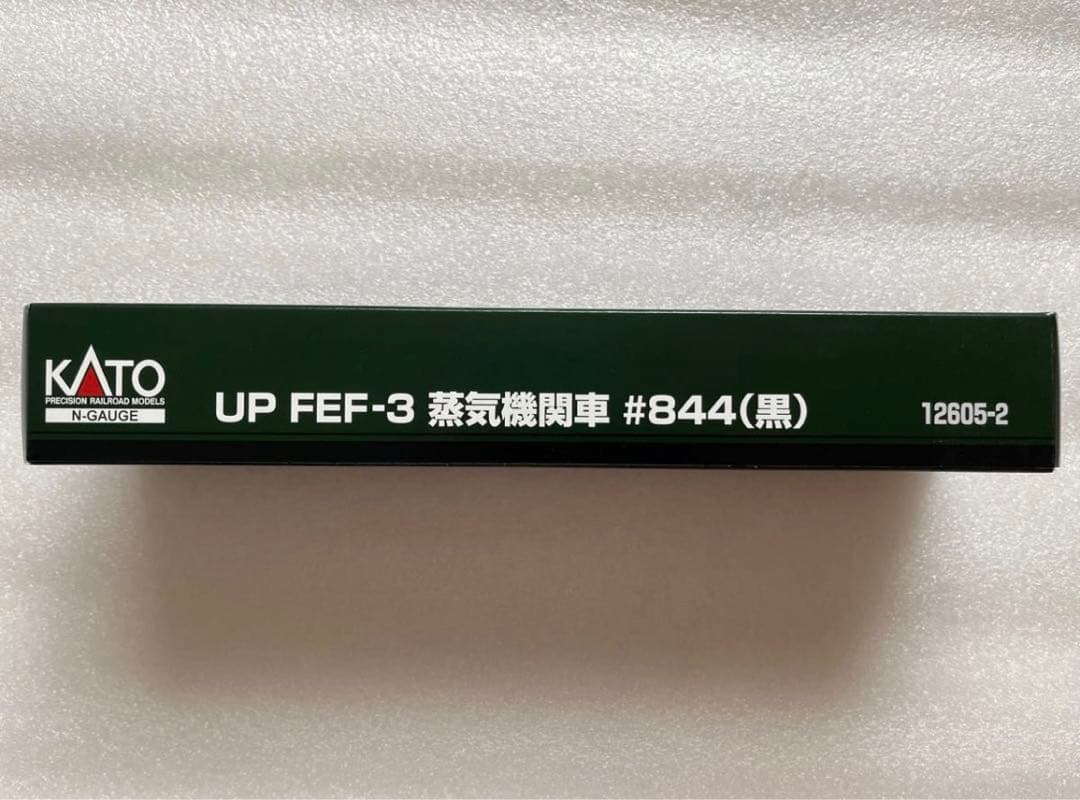 KATO
PRECISION RAILROAD MODELS
N-GAUGE
UP FEF-3 蒸気機関車 #844(黒)
12605-2